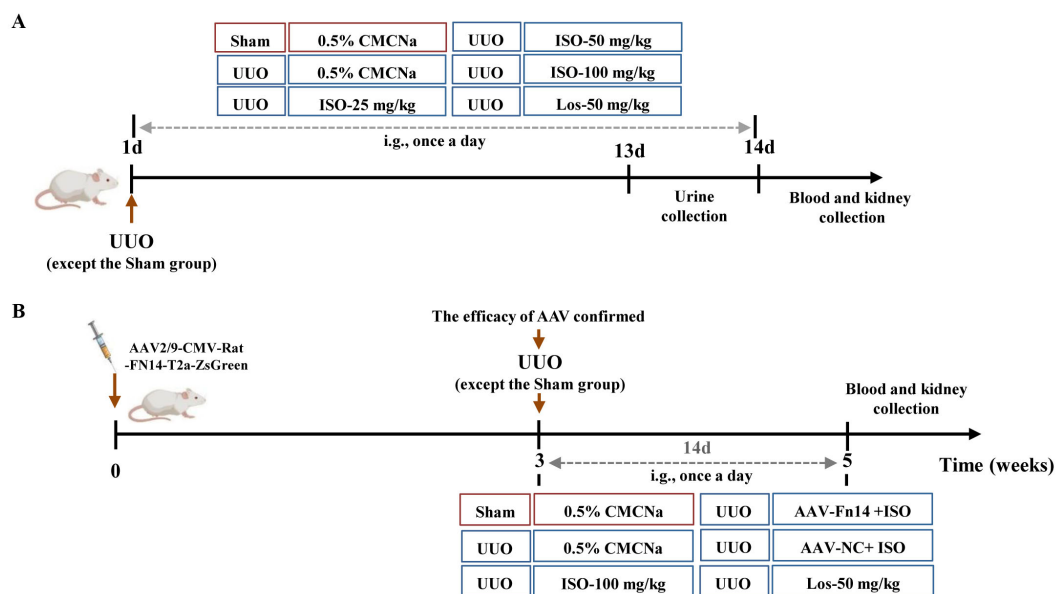 A
Sham 0.5% CMCNa UUO ISO-50 mg/kg
UUO 0.5% CMCNa UUO ISO-100 mg/kg
UUO ISO-25 mg/kg UUO Los-50 mg/kg
i.g., once a day
1d 13d 14d
Urine
collection
Blood and kidney
collection
UUO
(except the Sham group)
B
AAV2/9-CMV-Rat
-FN14-T2a-ZsGreen
The efficacy of AAV confirmed
UUO
(except the Sham group)
Blood and kidney
collection
14d
0 3 5 Time (weeks)
i.g., once a day
Sham 0.5% CMCNa UUO AAV-Fn14 +ISO
UUO 0.5% CMCNa UUO AAV-NC+ ISO
UUO ISO-100 mg/kg UUO Los-50 mg/kg